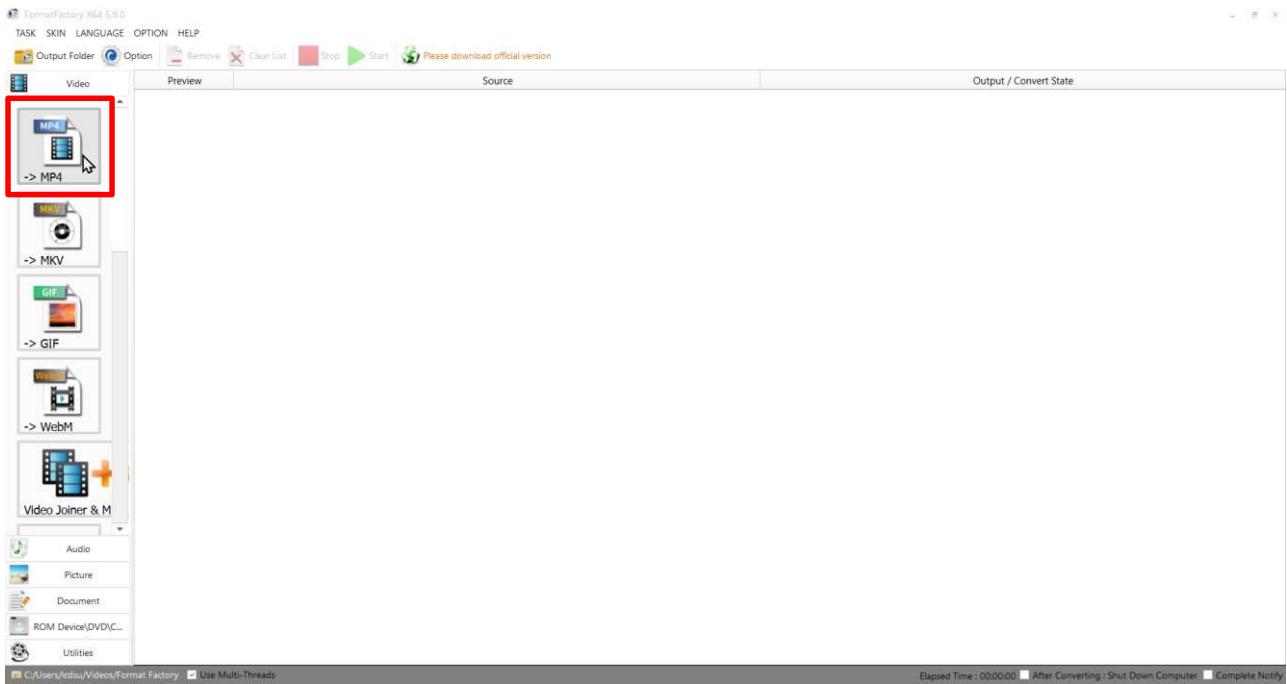 FormatFactory X64 5.9.0
TASK SKIN LANGUAGE OPTION HELP
Output Folder Option Remove Clear List Stop Start Please download official version
Video Preview Source Output / Convert State
MP4
-> MP4
MKV
-> MKV
GIF
-> GIF
WebM
-> WebM
Video Joiner & M
Audio
Picture
Document
ROM Device\DVD\C...
Utilities
C:/Users/lcdsu/Videos/Format Factory Use Multi-Threads Elapsed Time : 00:00:00 After Converting : Shut Down Computer Complete Notify